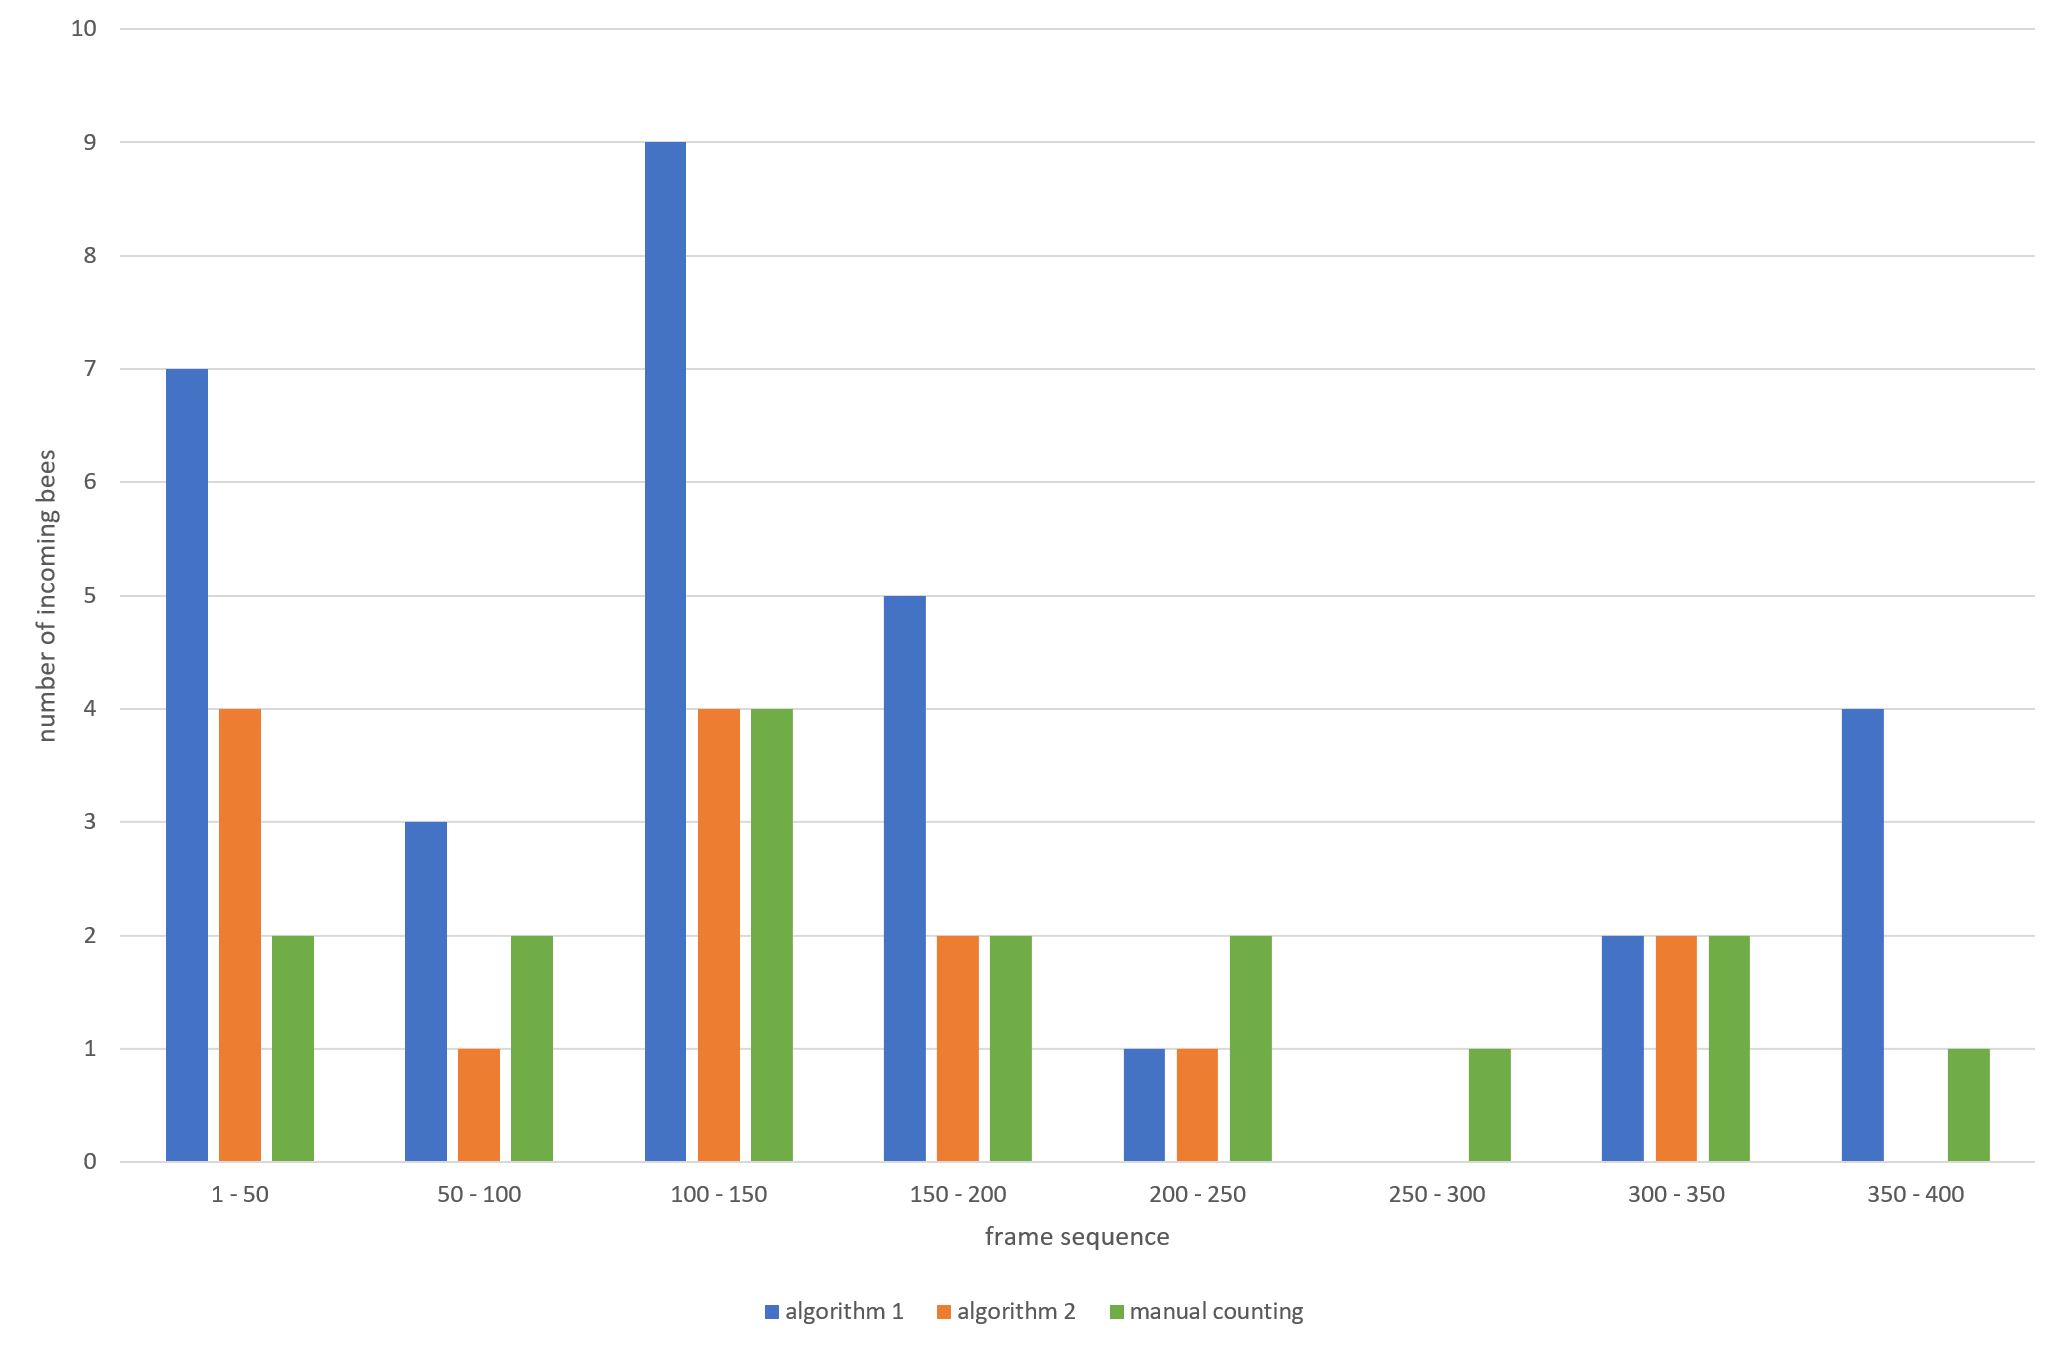 10
9
8
7
6
5
4
3
2
1
0
number of incoming bees
1 - 50 50 - 100 100 - 150 150 - 200 200 - 250 250 - 300 300 - 350 350 - 400
frame sequence
algorithm 1 algorithm 2 manual counting